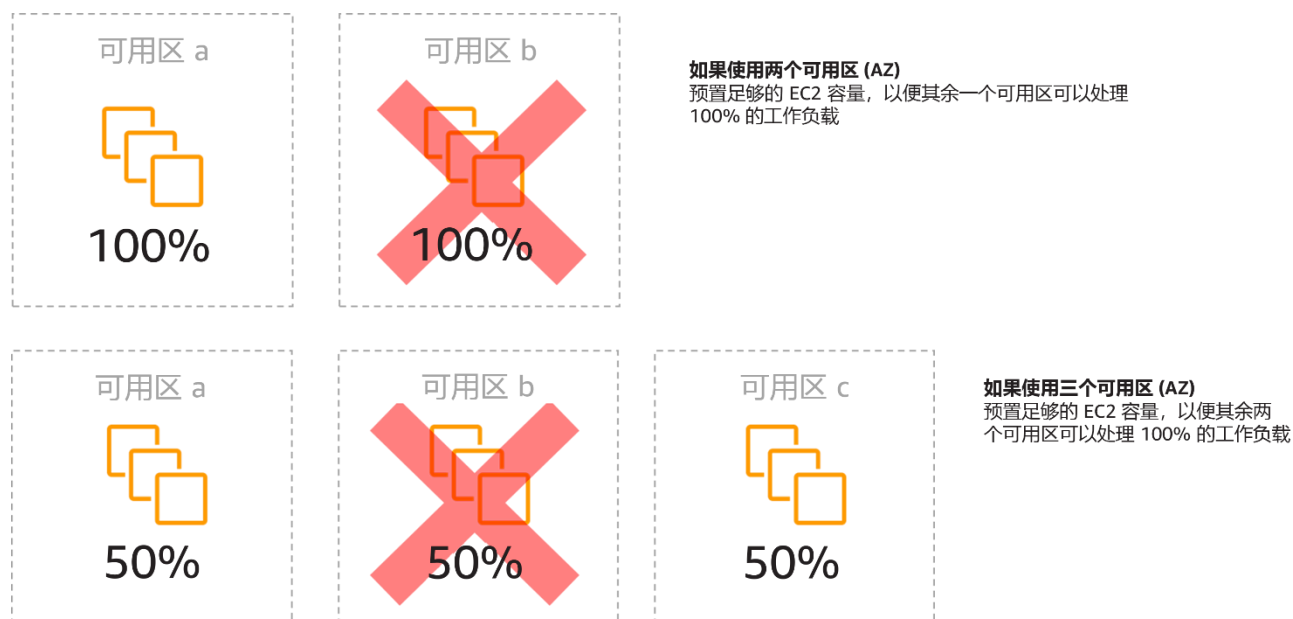 可用区 a
可用区 b
如果使用两个可用区 (AZ)
预置足够的 EC2 容量，以便其余一个可用区可以处理
100% 的工作负载
100%
100%
可用区 a
可用区 b
可用区 c
如果使用三个可用区 (AZ)
预置足够的 EC2 容量，以便其余两
个可用区可以处理 100% 的工作负载
50%
50%
50%